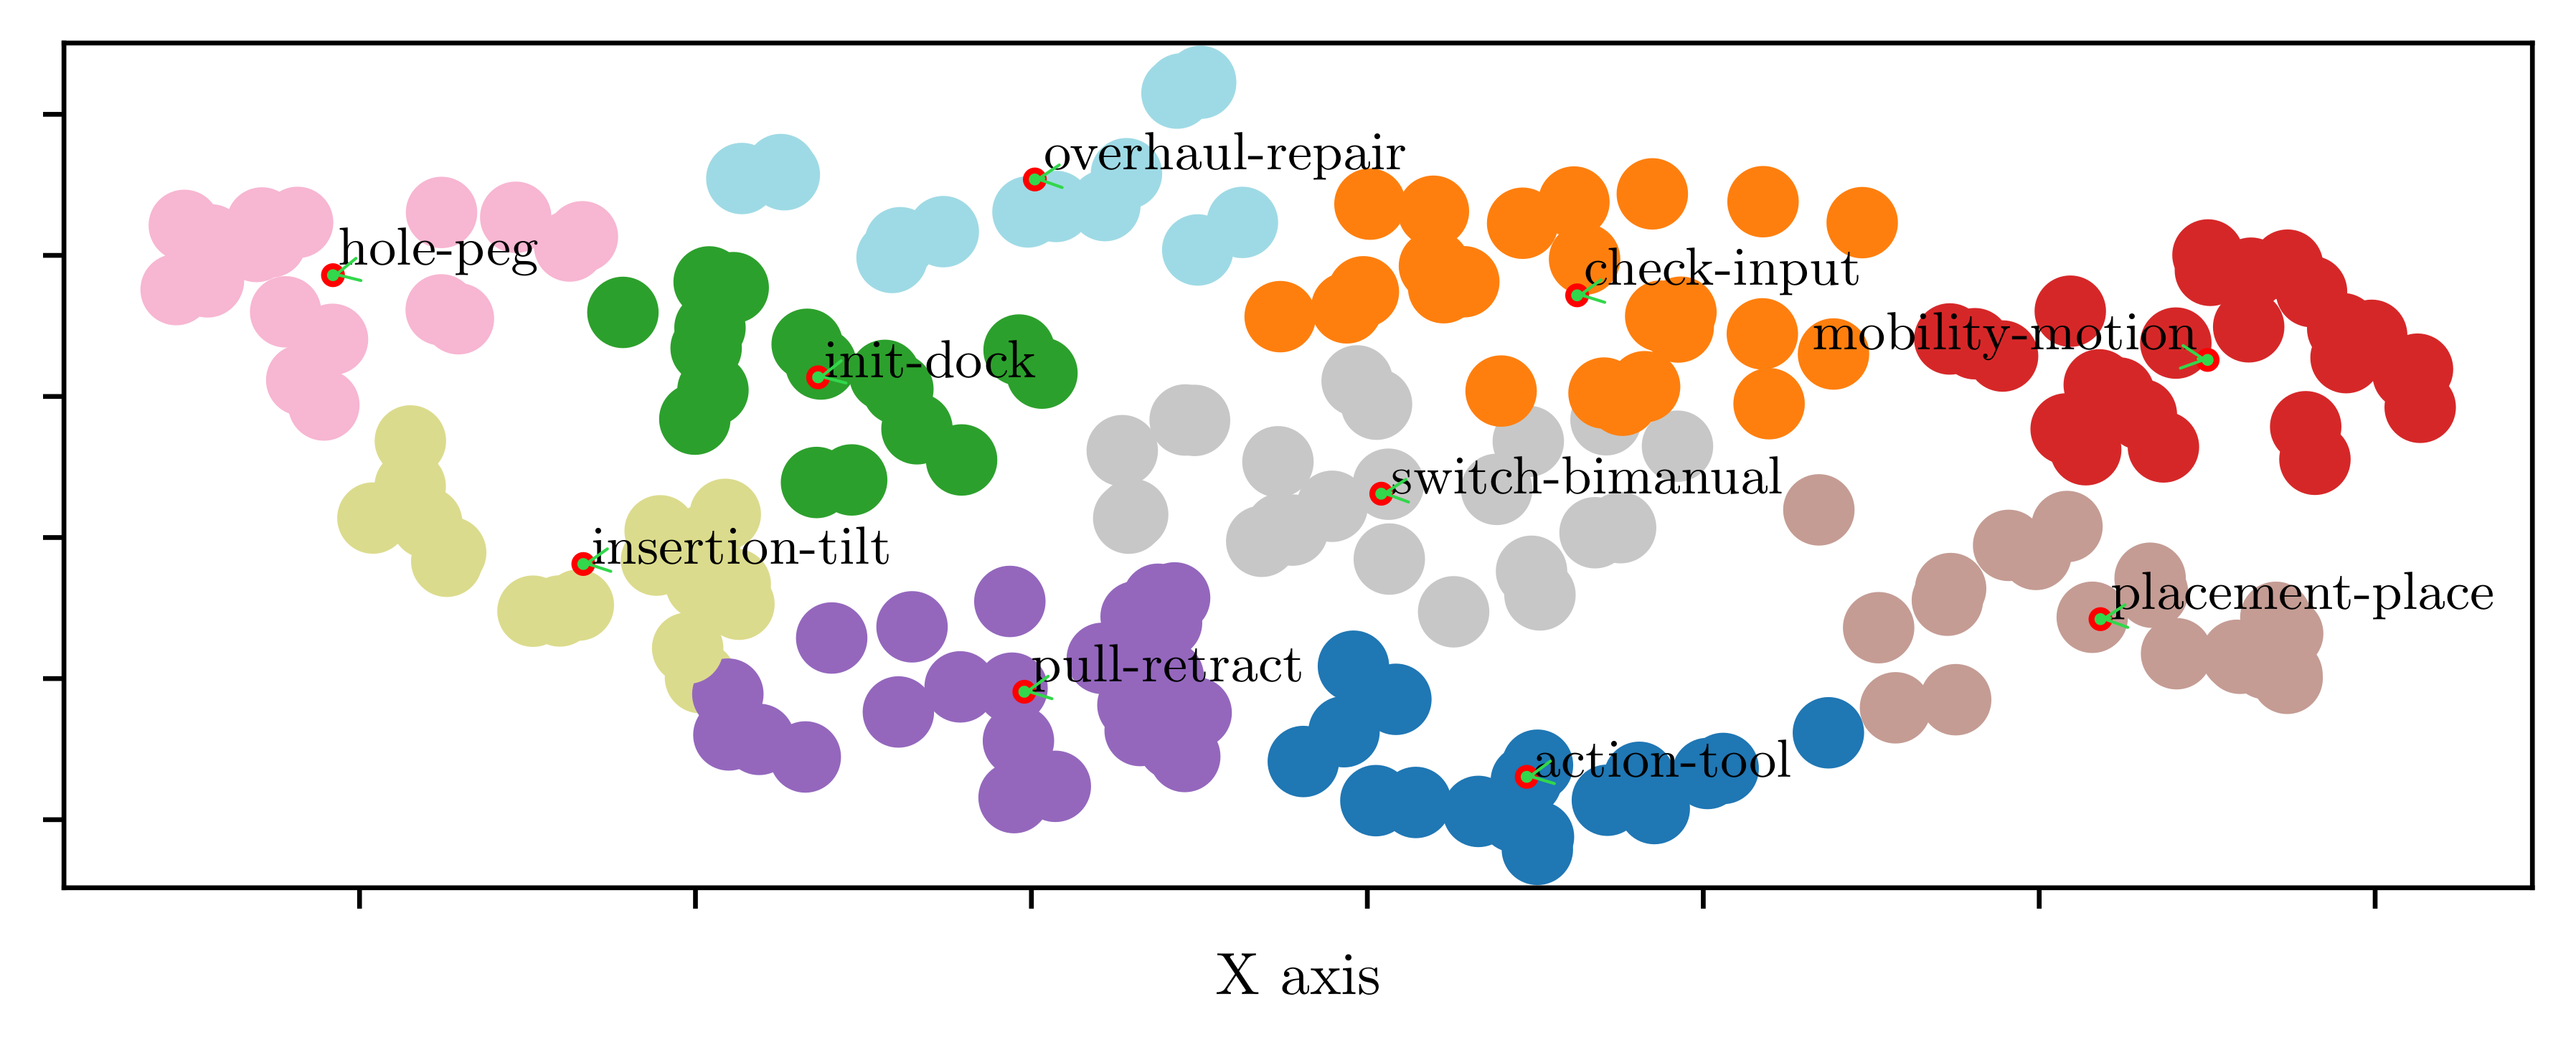 overhaul-repair
hole-peg
check-input
mobility-motion
init-dock
switch-bimanual
insertion-tilt
placement-place
pull-retract
action-tool
X axis